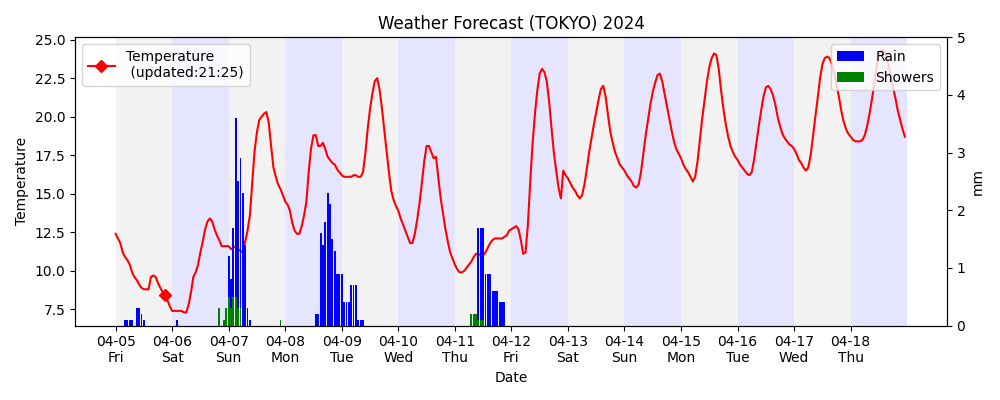 Weather Forecast (TOKYO) 2024
Temperature
(updated:21:25)
Rain
Showers
Temperature
25.0
22.5
20.0
17.5
15.0
12.5
10.0
7.5
5
4
3
2
1
0
mm
04-05 04-06 04-07 04-08 04-09 04-10 04-11 04-12 04-13 04-14 04-15 04-16 04-17 04-18
Fri Sat Sun Mon Tue Wed Thu Fri Sat Sun Mon Tue Wed Thu
Date